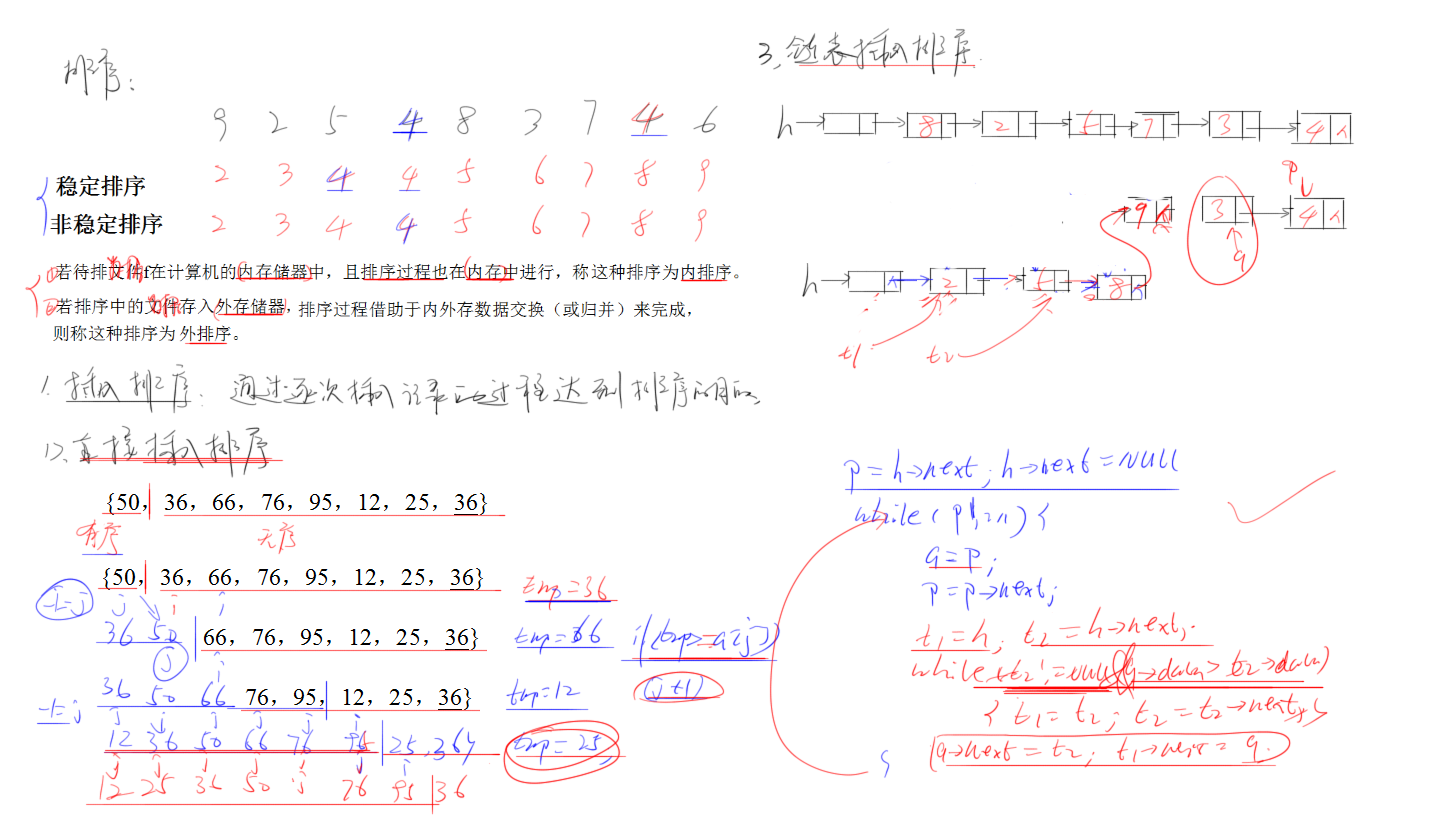 排序:
9 2 5 4 8 3 7 4 6
稳定排序 2 3 4 4 5 6 7 8 9
非稳定排序 2 3 4 4 5 6 7 8 9
①若待排文件f在计算机的内存储器中，且排序过程也在内存中进行，称这种排序为内排序。
②若排序中的文件存入外存储器，排序过程借助于内外存数据交换（或归并）来完成，
则称这种排序为外排序。
1. 插入排序: 通过逐次插入记录的过程达到排序的目的.
1>、直接插入排序
{50, 36, 66, 76, 95, 12, 25, 36}
有序 无序
{50, 36, 66, 76, 95, 12, 25, 36} tmp=36
-1=j j i i
36 50 66, 76, 95, 12, 25, 36} tmp=66 if(tmp>=a[j])
j i
(j+1)
36 50 66 76, 95, 12, 25, 36} tmp=12
-1=j j j j j j i
12 36 50 66 76 95 25, 36} tmp=25
j j j j j j i
12 25 36 50 66 76 95 36
3、链表插入排序.
h 8 2 5 7 3 4 ∧
p
9 ∧ 3 4 ∧
q
h 2 5 8
t1 t2
p=h->next; h->next=NULL
while(p!=n){
q=p;
p=p->next;
t1=h; t2=h->next;
while(t2!=NULL&&q->data>t2->data)
{t1=t2; t2=t2->next;}
q->next=t2; t1->next=q.
}